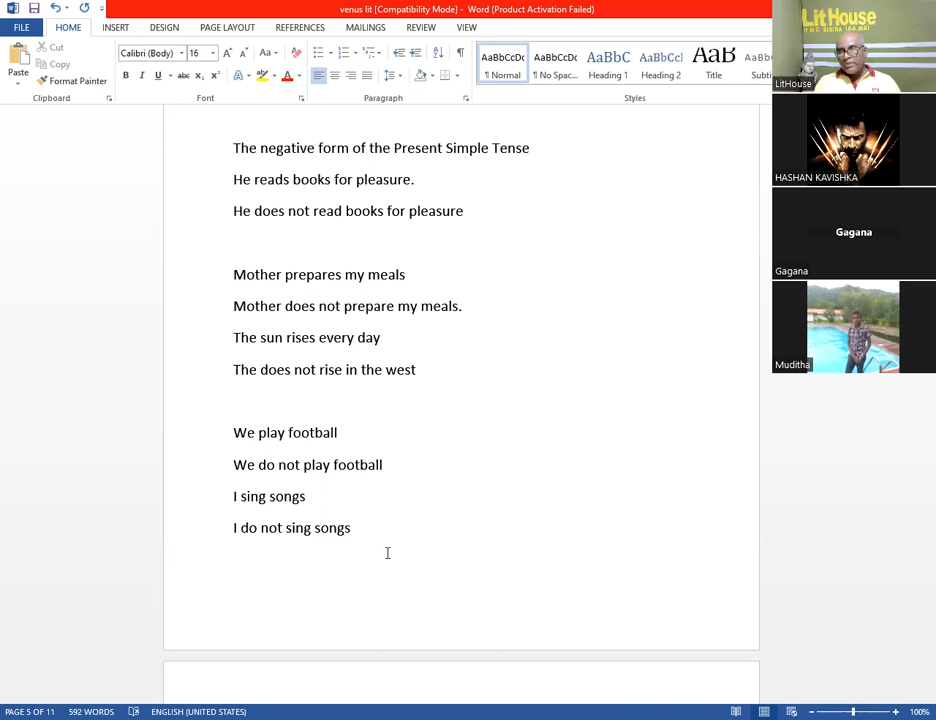 venus lit [Compatibility Mode] - Word (Product Activation Failed)
FILE HOME INSERT DESIGN PAGE LAYOUT REFERENCES MAILINGS REVIEW VIEW
Paste
Cut
Copy
Format Painter
Calibri (Body) 16
AaBbCcDc AaBbCcDc AaBbC AaBbCcl AaB
¶ Normal ¶ No Spac... Heading 1 Heading 2 Title
Clipboard Font Paragraph Styles
The negative form of the Present Simple Tense
He reads books for pleasure.
He does not read books for pleasure
Mother prepares my meals
Mother does not prepare my meals.
The sun rises every day
The does not rise in the west
We play football
We do not play football
I sing songs
I do not sing songs
PAGE 5 OF 11 592 WORDS ENGLISH (UNITED STATES) 100%
LitHouse
LitHouse
HASHAN KAVISHKA
Gagana
Gagana
Muditha